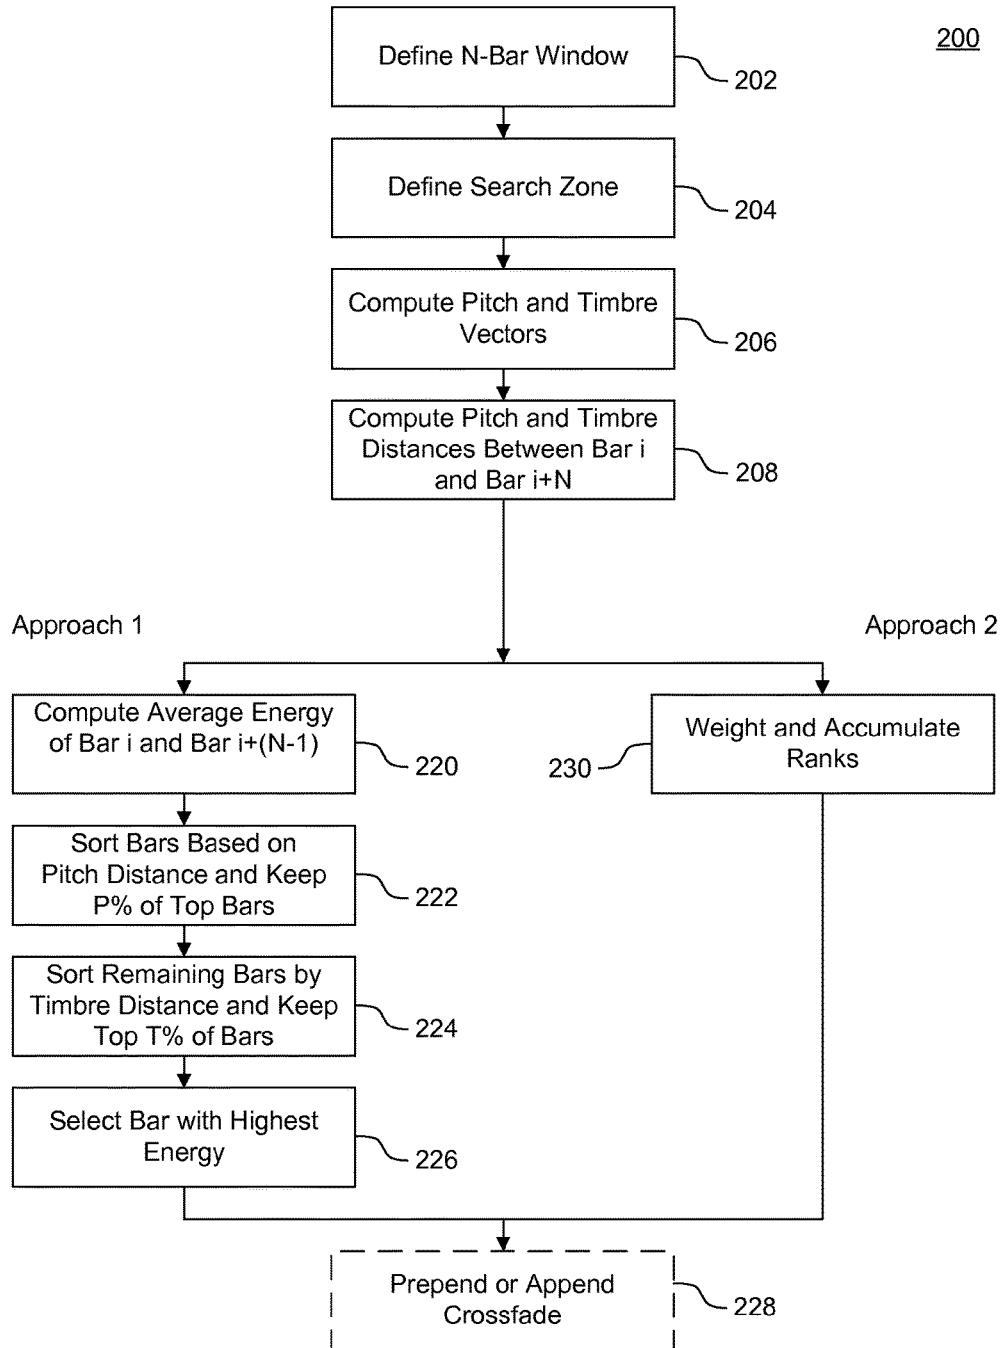 200
Define N-Bar Window
202
Define Search Zone
204
Compute Pitch and Timbre
Vectors
206
Compute Pitch and Timbre
Distances Between Bar i
and Bar i+N
208
Approach 1
Approach 2
Compute Average Energy
of Bar i and Bar i+(N-1)
220
Sort Bars Based on
Pitch Distance and Keep
P% of Top Bars
222
Sort Remaining Bars by
Timbre Distance and Keep
Top T% of Bars
224
Select Bar with Highest
Energy
226
Weight and Accumulate
Ranks
230
Prepend or Append
Crossfade
228